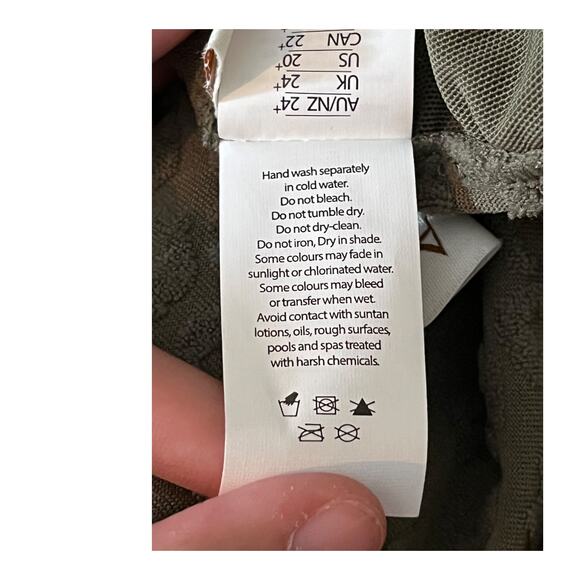 AU/NZ 24+
UK 24+
US 20+
CAN 22+
Hand wash separately
in cold water.
Do not bleach.
Do not tumble dry.
Do not dry-clean.
Do not iron, Dry in shade.
Some colours may fade in
sunlight or chlorinated water.
Some colours may bleed
or transfer when wet.
Avoid contact with suntan
lotions, oils, rough surfaces,
pools and spas treated
with harsh chemicals.